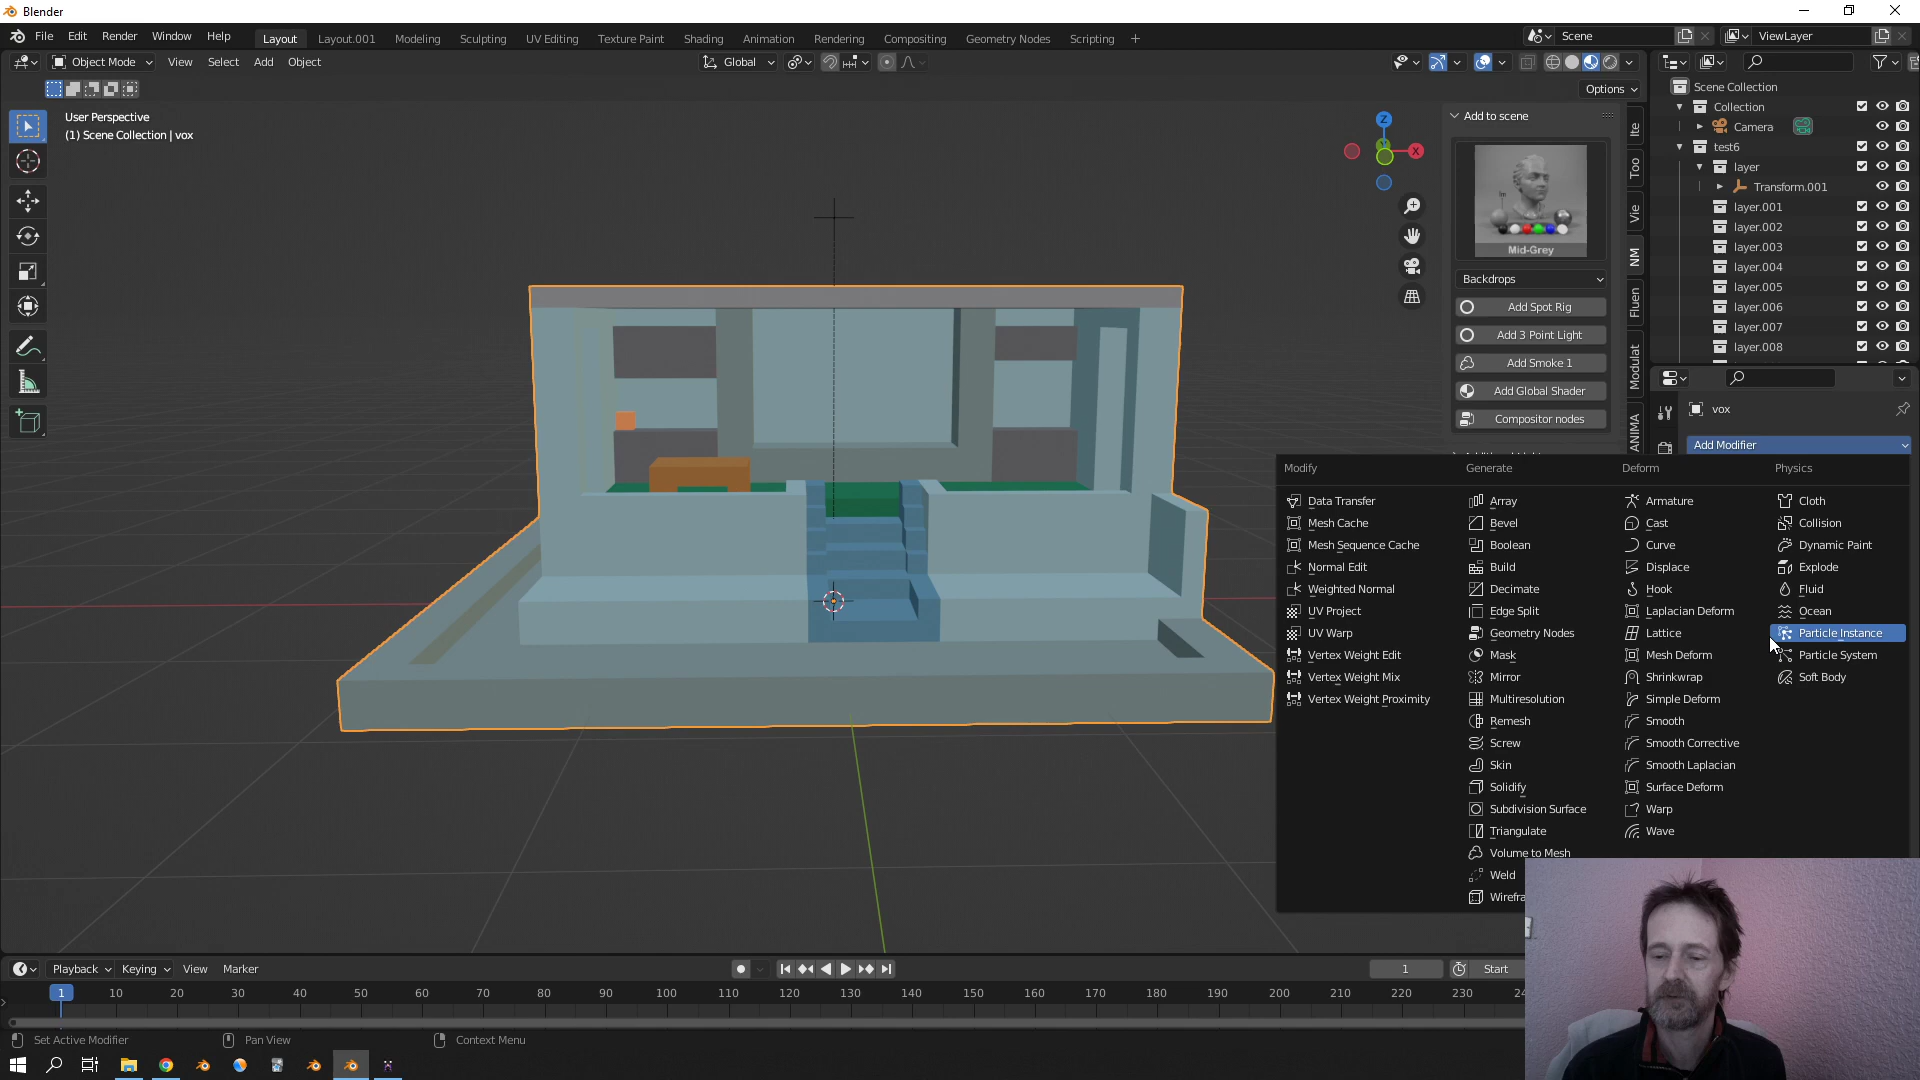 Blender
File Edit Render Window Help
Layout Layout.001 Modeling Sculpting UV Editing Texture Paint Shading Animation Rendering Compositing Geometry Nodes Scripting +
Scene
ViewLayer
Object Mode View Select Add Object
Global
Options
User Perspective
(1) Scene Collection | vox
Z
X
Add to scene
Mid-Grey
Backdrops
Add Spot Rig
Add 3 Point Light
Add Smoke 1
Add Global Shader
Compositor nodes
Ite
Too
Vie
NM
Fluen
Modulat
ANIMA
Scene Collection
Collection
Camera
test6
layer
Transform.001
layer.001
layer.002
layer.003
layer.004
layer.005
layer.006
layer.007
layer.008
vox
Add Modifier
Modify
Data Transfer
Mesh Cache
Mesh Sequence Cache
Normal Edit
Weighted Normal
UV Project
UV Warp
Vertex Weight Edit
Vertex Weight Mix
Vertex Weight Proximity
Generate
Array
Bevel
Boolean
Build
Decimate
Edge Split
Geometry Nodes
Mask
Mirror
Multiresolution
Remesh
Screw
Skin
Solidify
Subdivision Surface
Triangulate
Volume to Mesh
Weld
Wirefra
Deform
Armature
Cast
Curve
Displace
Hook
Laplacian Deform
Lattice
Mesh Deform
Shrinkwrap
Simple Deform
Smooth
Smooth Corrective
Smooth Laplacian
Surface Deform
Warp
Wave
Physics
Cloth
Collision
Dynamic Paint
Explode
Fluid
Ocean
Particle Instance
Particle System
Soft Body
Playback Keying View Marker
1
Start
1 10 20 30 40 50 60 70 80 90 100 110 120 130 140 150 160 170 180 190 200 210 220 230 24
Set Active Modifier
Pan View
Context Menu